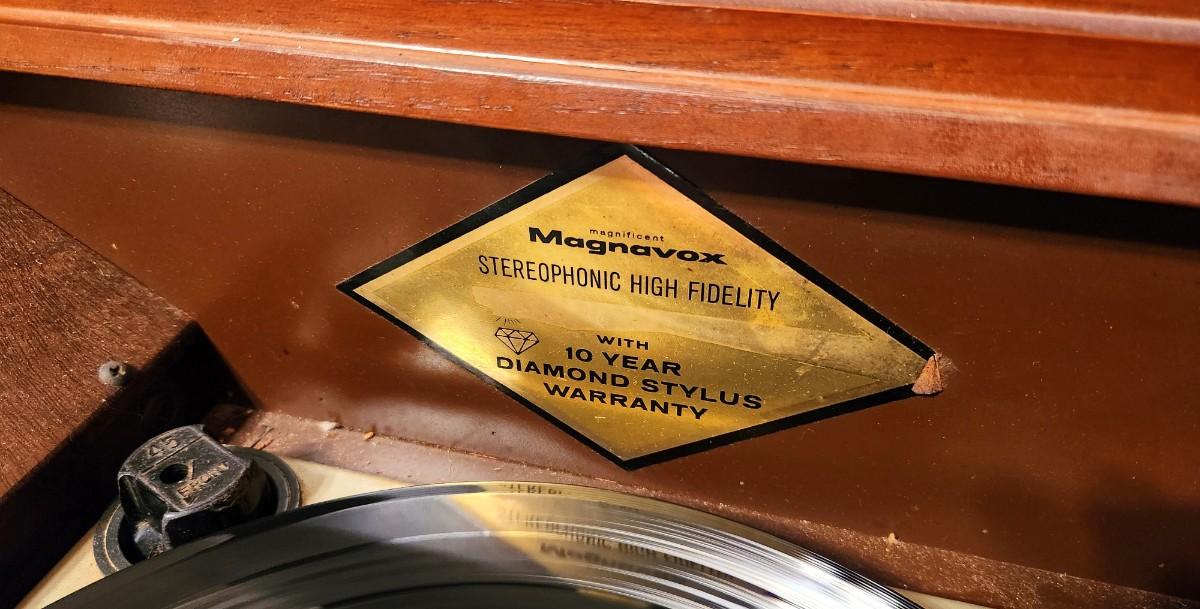 magnificent
Magnavox
STEREOPHONIC HIGH FIDELITY
WITH
10 YEAR
DIAMOND STYLUS
WARRANTY
45